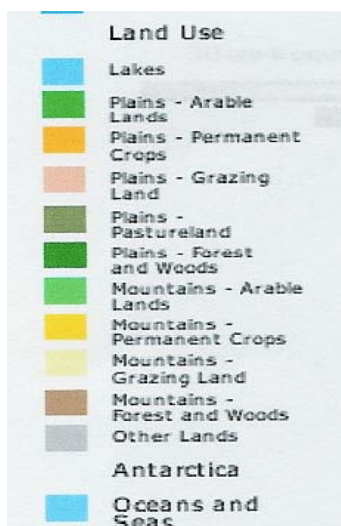 Land Use
Lakes
Plains - Arable
Lands
Plains - Permanent
Crops
Plains - Grazing
Land
Plains -
Pastureland
Plains - Forest
and Woods
Mountains - Arable
Lands
Mountains -
Permanent Crops
Mountains -
Grazing Land
Mountains -
Forest and Woods
Other Lands
Antarctica
Oceans and
Seas